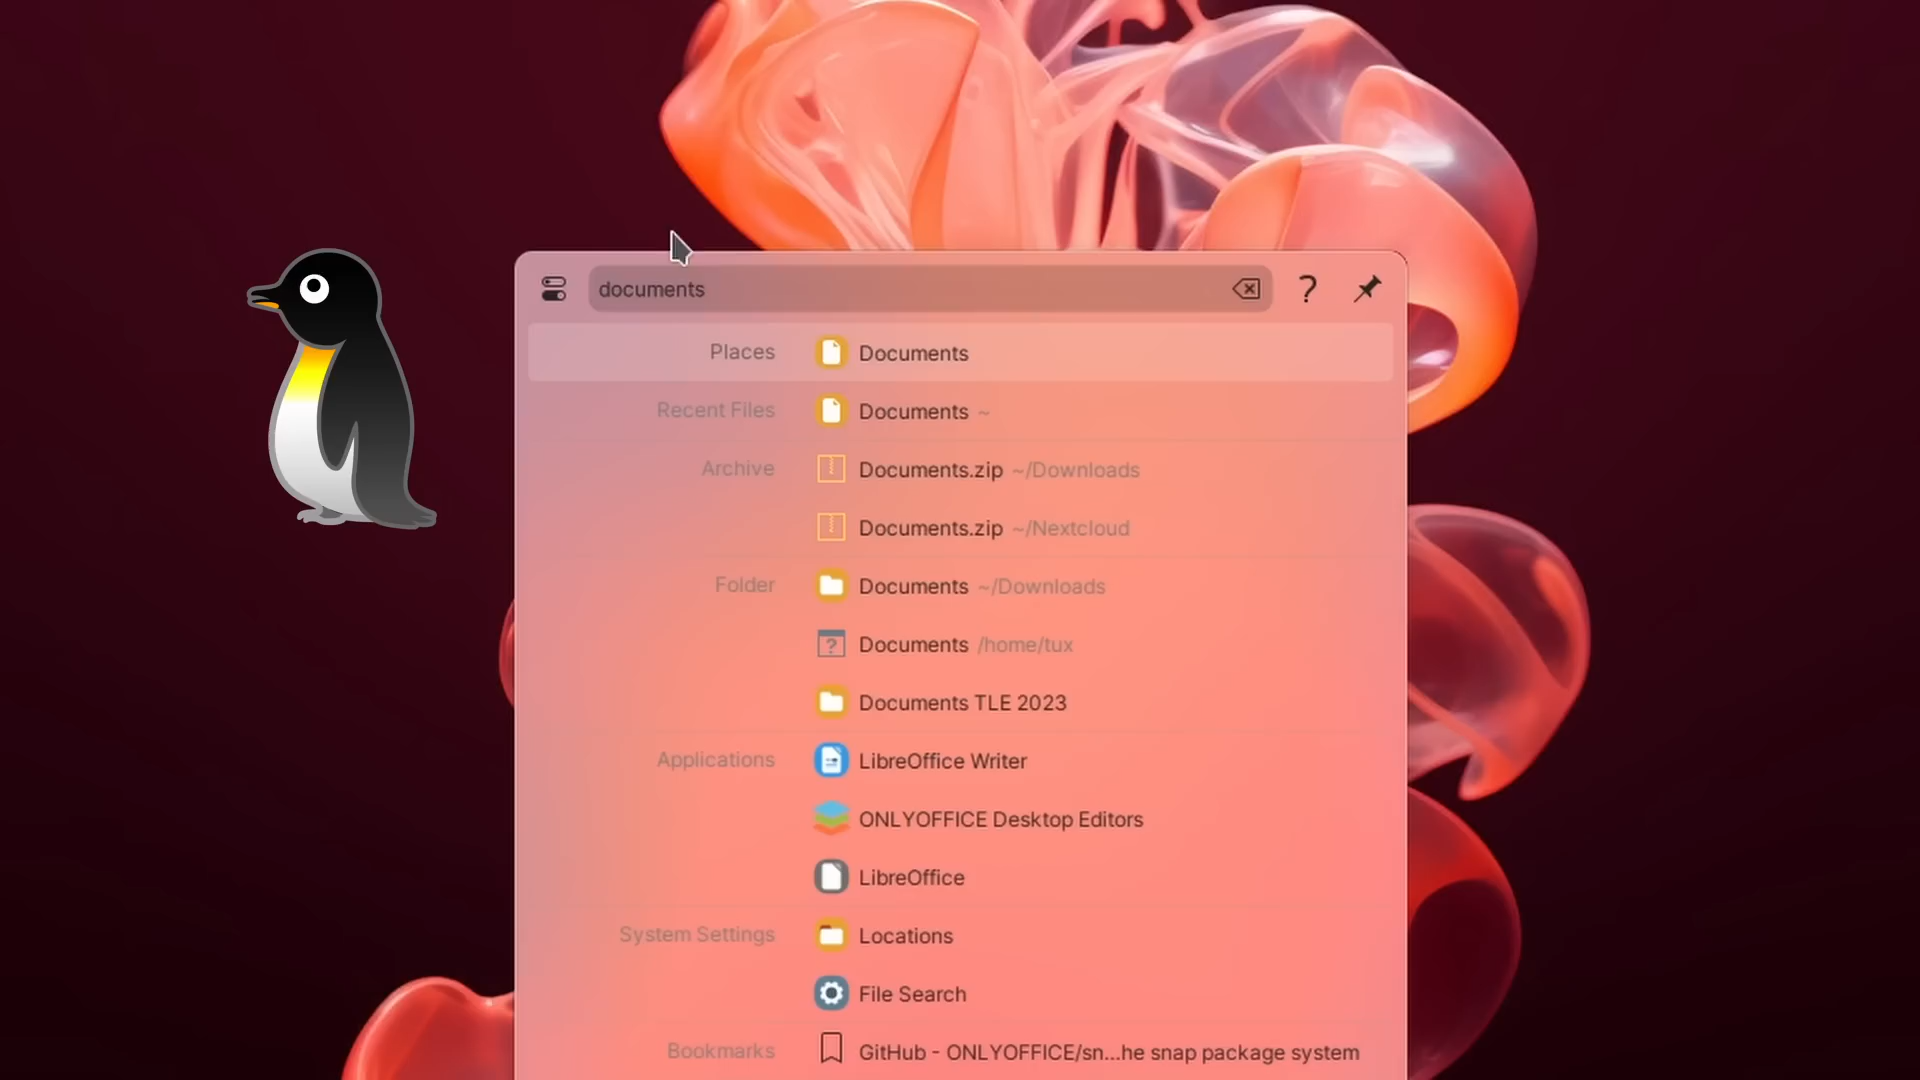 documents
Places Documents
Recent Files Documents ~
Archive Documents.zip ~/Downloads
Documents.zip ~/Nextcloud
Folder Documents ~/Downloads
? Documents /home/tux
Documents TLE 2023
Applications LibreOffice Writer
ONLYOFFICE Desktop Editors
LibreOffice
System Settings Locations
File Search
Bookmarks GitHub - ONLYOFFICE/sn...he snap package system